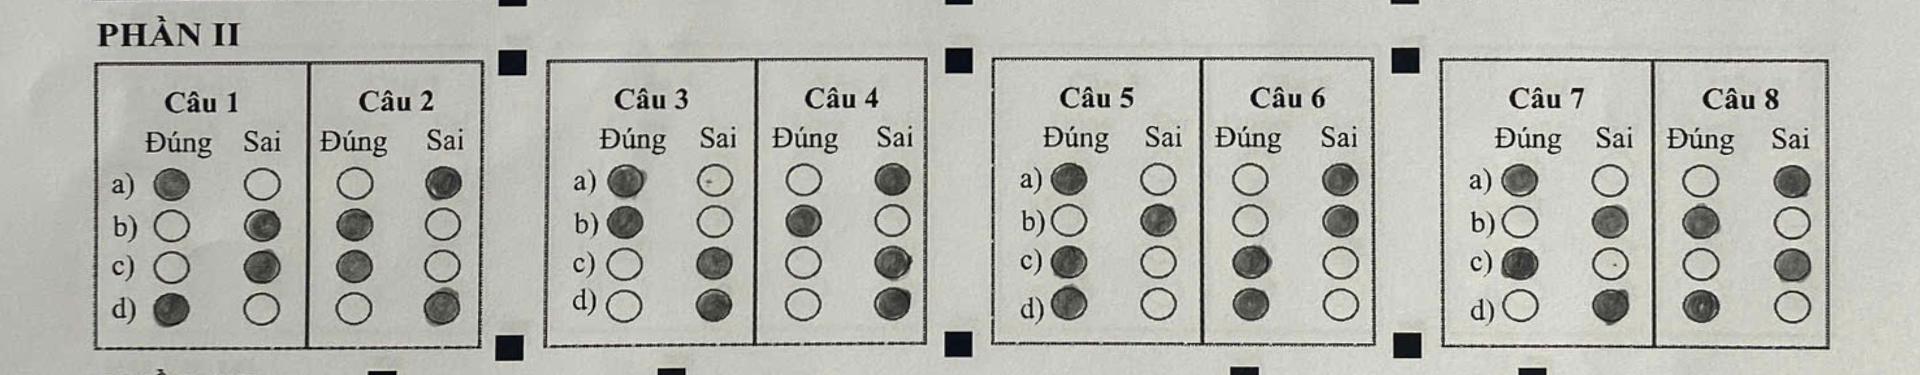 PHẦN II
Câu 1 Câu 2 Câu 3 Câu 4 Câu 5 Câu 6 Câu 7 Câu 8
Đúng Sai Đúng Sai Đúng Sai Đúng Sai Đúng Sai Đúng Sai Đúng Sai Đúng Sai
a) a) a) a)
b) b) b) b)
c) c) c) c)
d) d) d) d)